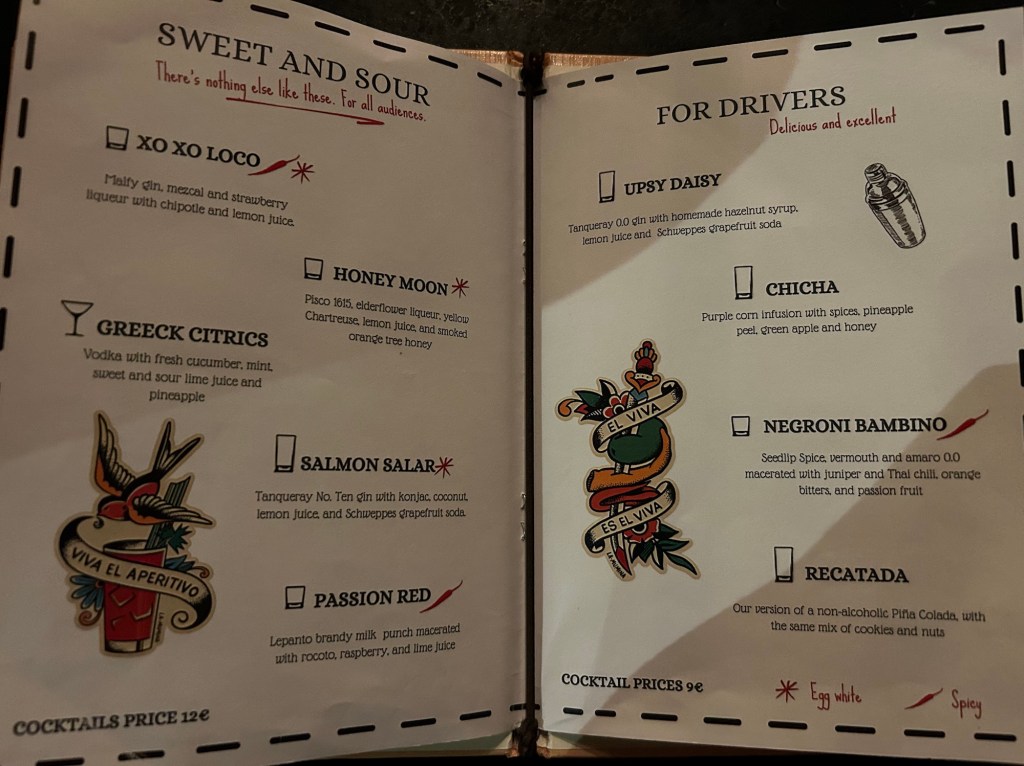 SWEET AND SOUR
There's nothing else like these. For all audiences.
XO XO LOCO
Malfy gin, mezcal and strawberry
liqueur with chipotle and lemon juice.
HONEY MOON
Pisco 1615, elderflower liqueur, yellow
Chartreuse, lemon juice, and smoked
orange tree honey
GREECK CITRICS
Vodka with fresh cucumber, mint,
sweet and sour lime juice and
pineapple
SALMON SALAR
Tanqueray No. Ten gin with konjac, coconut,
lemon juice, and Schweppes grapefruit soda.
VIVA EL APERITIVO
PASSION RED
Lepanto brandy milk punch macerated
with rocoto, raspberry, and lime juice
COCKTAILS PRICE 12€
FOR DRIVERS
Delicious and excellent
UPSY DAISY
Tanqueray 0.0 gin with homemade hazelnut syrup,
lemon juice and Schweppes grapefruit soda
CHICHA
Purple corn infusion with spices, pineapple
peel, green apple and honey
EL VIVA
ES EL VIVA
NEGRONI BAMBINO
Seedlip Spice, vermouth and amaro 0.0
macerated with juniper and Thai chili, orange
bitters, and passion fruit
RECATADA
Our version of a non-alcoholic Piña Colada, with
the same mix of cookies and nuts
COCKTAIL PRICES 9€
Egg white
Spicy